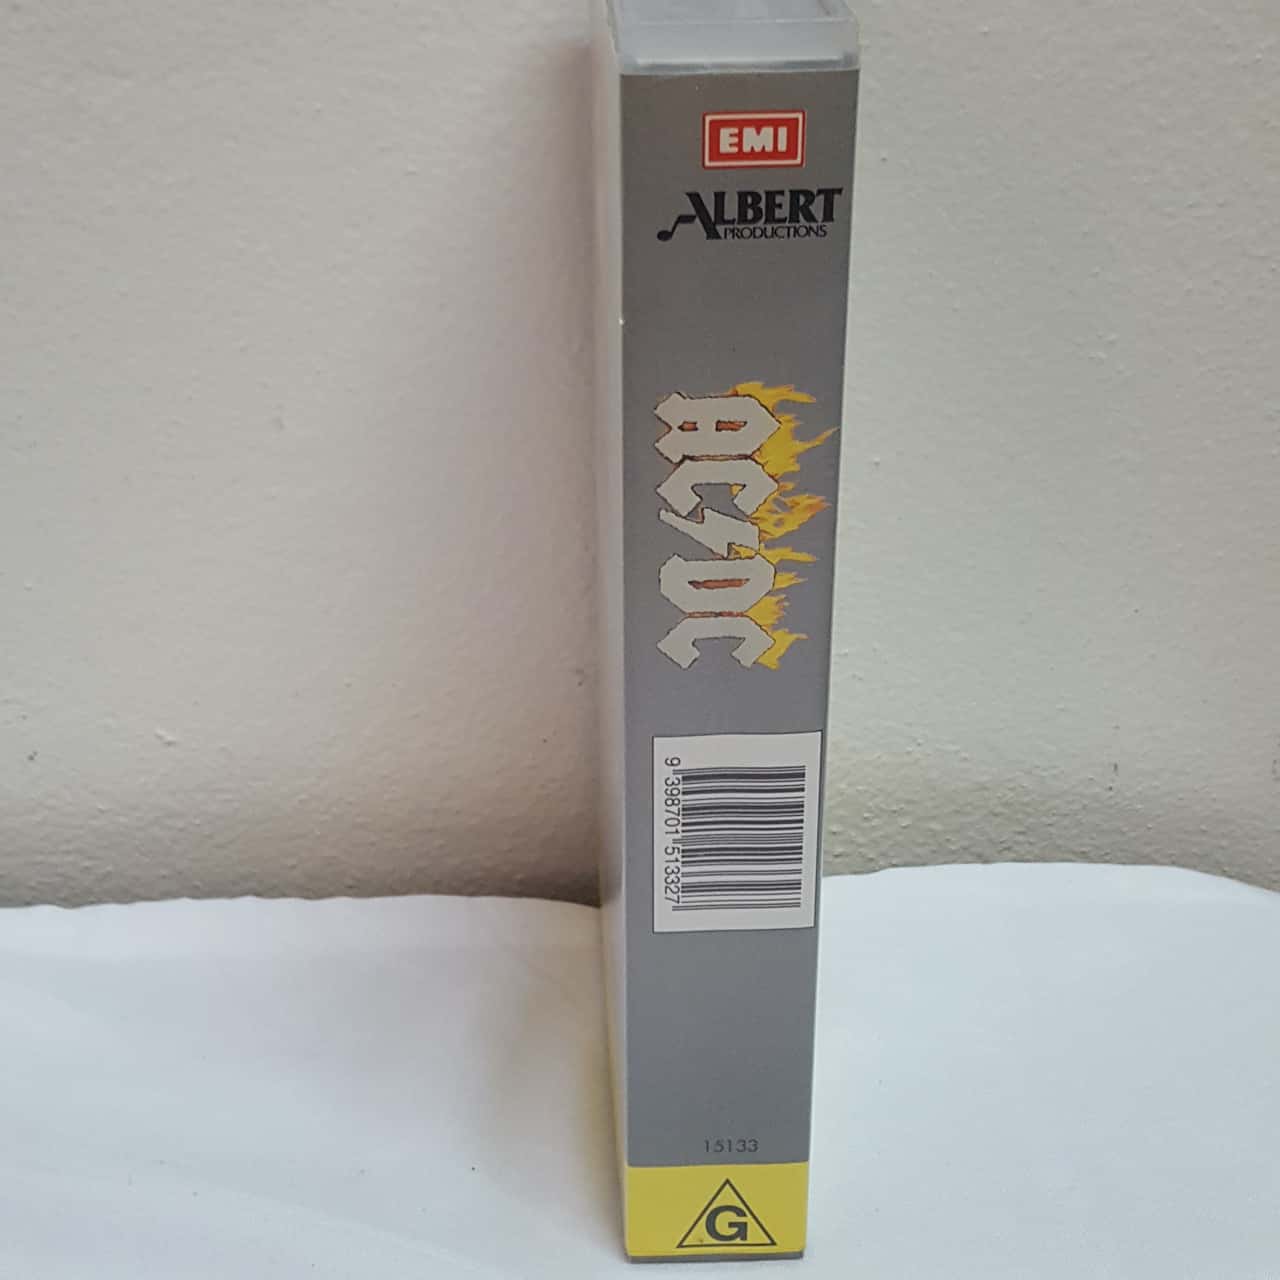 EMI
ALBERT
PRODUCTIONS
AC/DC
9 398701 513327
15133
G